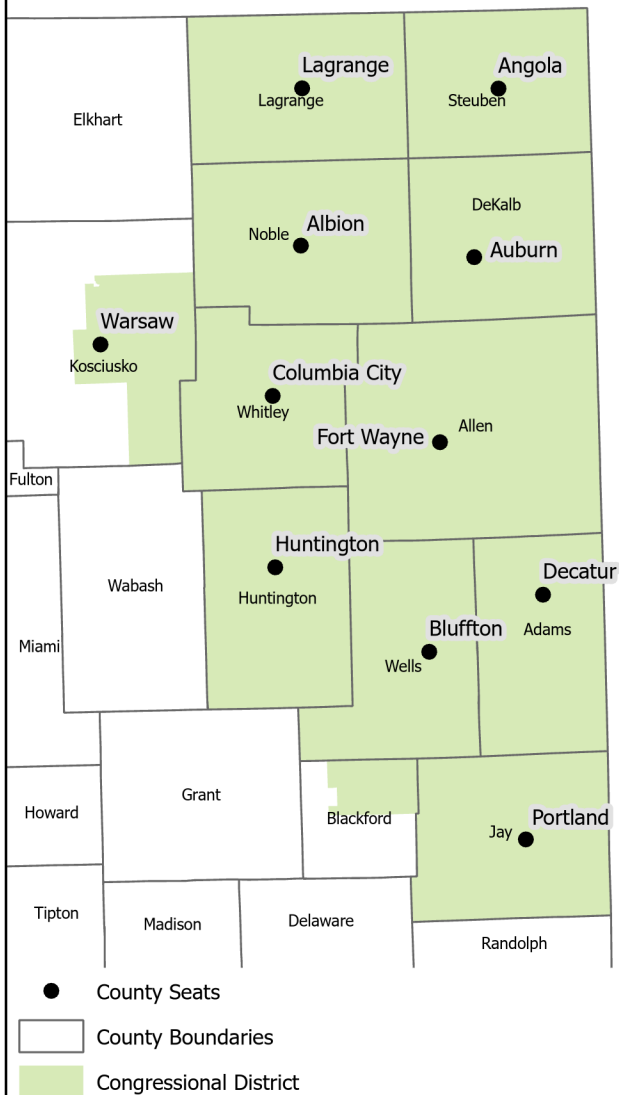 Lagrange
Angola
Lagrange
Steuben
Elkhart
DeKalb
Albion
Noble
Auburn
Warsaw
Kosciusko
Columbia City
Whitley
Allen
Fort Wayne
Fulton
Huntington
Decatur
Wabash
Huntington
Bluffton
Adams
Miami
Wells
Grant
Howard
Blackford
Portland
Jay
Tipton
Madison
Delaware
Randolph
County Seats
County Boundaries
Congressional District